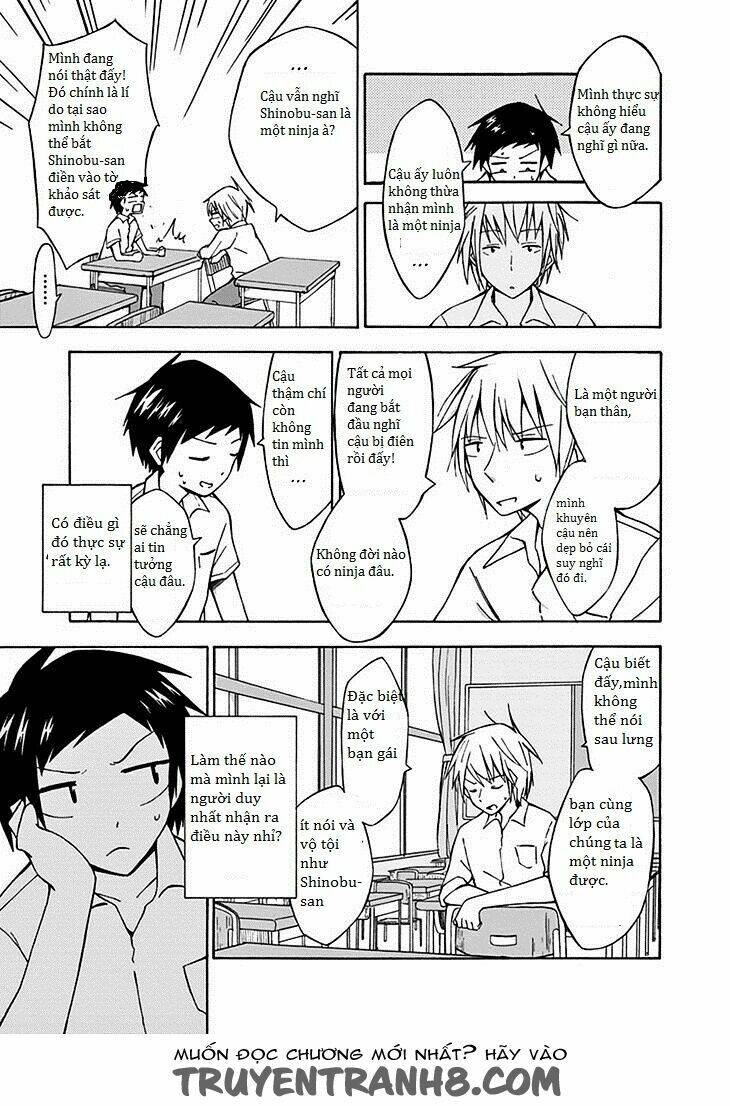 Mình thực sự
không hiểu
cậu ấy đang
nghĩ gì nữa.
Cậu ấy luôn
không thừa
nhận mình
là một ninja
...
...
Cậu vẫn nghĩ
Shinobu-san là
một ninja à?
Mình đang
nói thật đấy!
Đó chính là lí
do tại sao
mình không
thể bắt
Shinobu-san
điền vào tờ
khảo sát
được.
......
Là một người
bạn thân,
mình
khuyên
cậu nên
dẹp bỏ cái
suy nghĩ
đó đi.
Tất cả mọi
người
đang bắt
đầu nghĩ
cậu bị điên
rồi đấy!
Không đời nào
có ninja đâu.
Cậu
thậm chí
còn
không tin
mình thì
...
sẽ chẳng
ai tin
tưởng
cậu đâu.
Có điều gì
đó thực sự
rất kỳ lạ.
Cậu biết
đấy,mình
không
thể nói
sau lưng
bạn cùng
lớp của
chúng ta là
một ninja
được.
Đặc biệt
là với
một
bạn gái
ít nói và
vộ tội
như
Shinobu-
san
Làm thế nào
mà mình lại là
người duy
nhất nhận ra
điều này nhỉ?
MUỐN ĐỌC CHƯƠNG MỚI NHẤT? HÃY VÀO
TRUYENTRANH8.COM